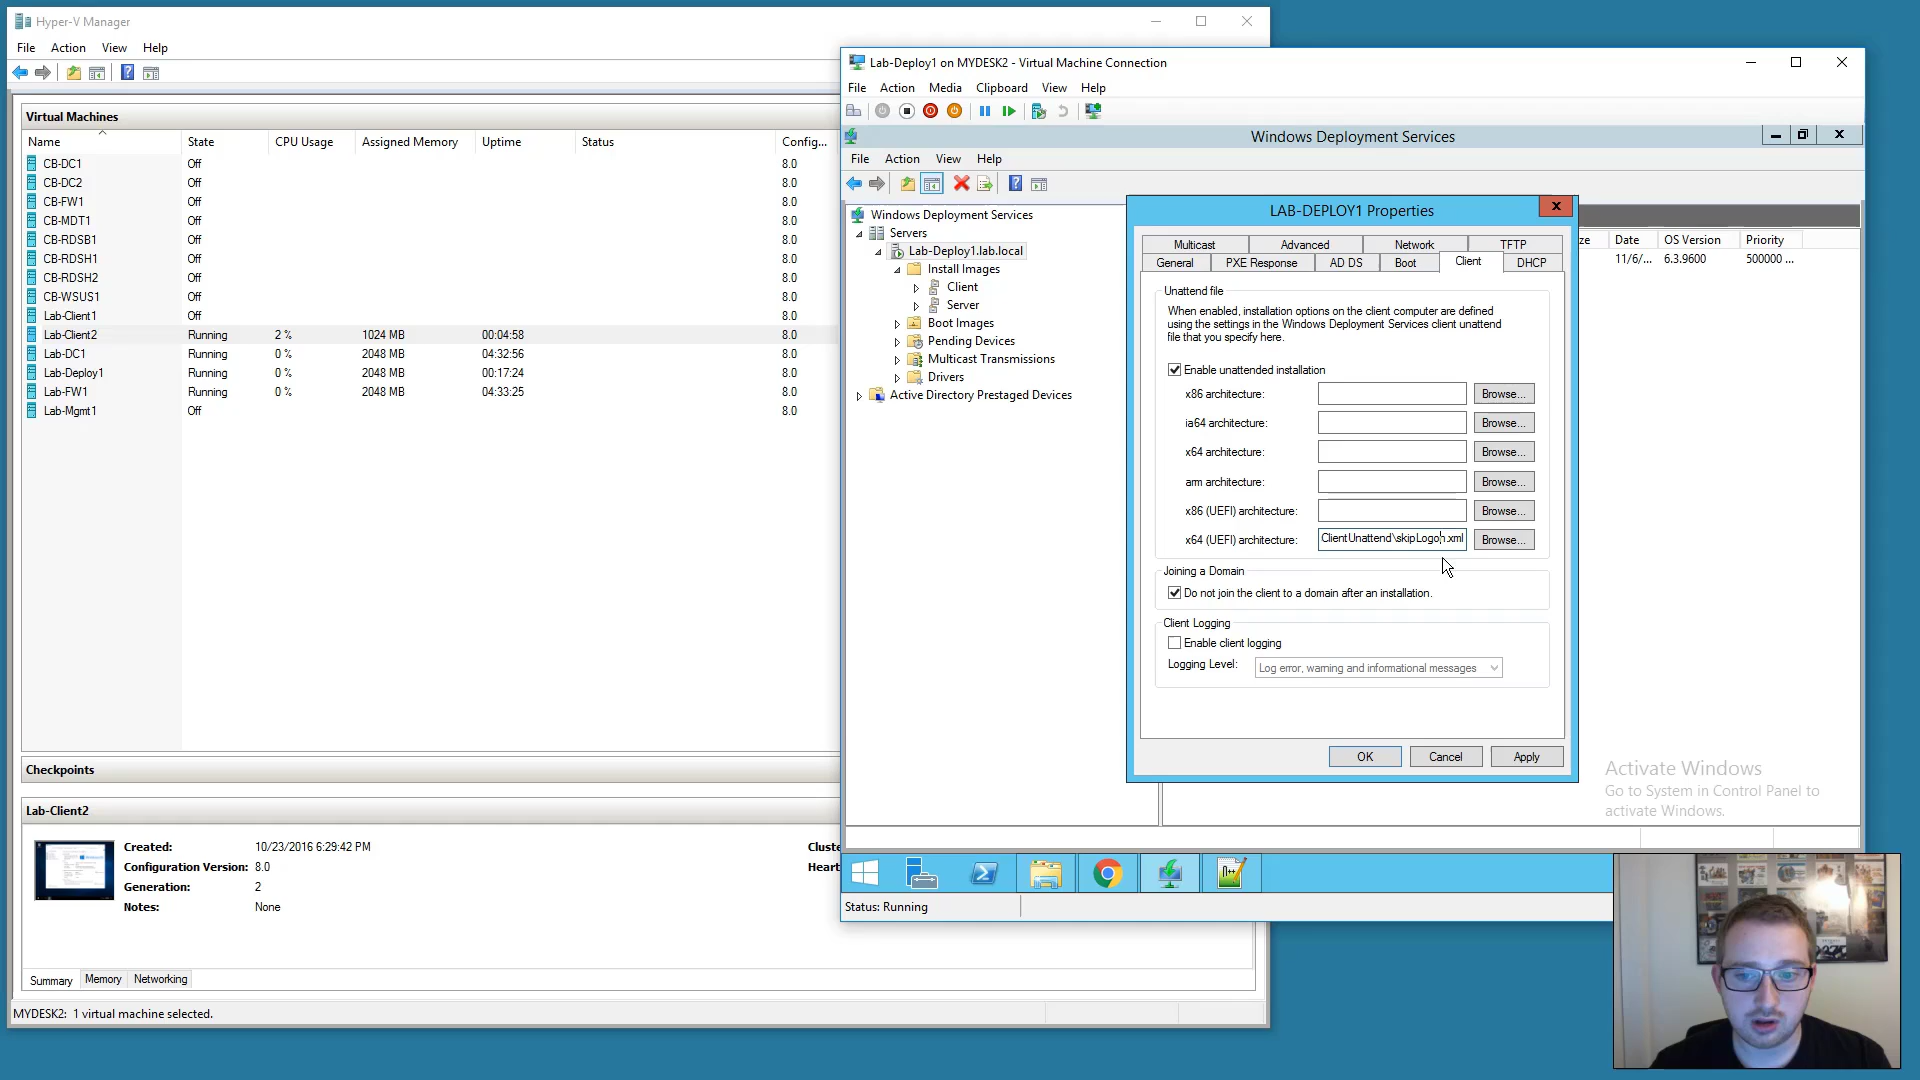 Hyper-V Manager
File Action View Help
Virtual Machines
Name State CPU Usage Assigned Memory Uptime Status Config...
CB-DC1 Off 8.0
CB-DC2 Off 8.0
CB-FW1 Off 8.0
CB-MDT1 Off 8.0
CB-RDSB1 Off 8.0
CB-RDSH1 Off 8.0
CB-RDSH2 Off 8.0
CB-WSUS1 Off 8.0
Lab-Client1 Off 8.0
Lab-Client2 Running 2 % 1024 MB 00:04:58 8.0
Lab-DC1 Running 0 % 2048 MB 04:32:56 8.0
Lab-Deploy1 Running 0 % 2048 MB 00:17:24 8.0
Lab-FW1 Running 0 % 2048 MB 04:33:25 8.0
Lab-Mgmt1 Off 8.0
Checkpoints
Lab-Client2
Created: 10/23/2016 6:29:42 PM Cluste
Configuration Version: 8.0 Heart
Generation: 2
Notes: None
Summary Memory Networking
MYDESK2: 1 virtual machine selected.
Lab-Deploy1 on MYDESK2 - Virtual Machine Connection
File Action Media Clipboard View Help
Windows Deployment Services
File Action View Help
Windows Deployment Services
Servers
Lab-Deploy1.lab.local
Install Images
Client
Server
Boot Images
Pending Devices
Multicast Transmissions
Drivers
Active Directory Prestaged Devices
ze Date OS Version Priority
11/6/... 6.3.9600 500000 ...
LAB-DEPLOY1 Properties
x
Multicast Advanced Network TFTP
General PXE Response AD DS Boot Client DHCP
Unattend file
When enabled, installation options on the client computer are defined
using the settings in the Windows Deployment Services client unattend
file that you specify here.
Enable unattended installation
x86 architecture: Browse...
ia64 architecture: Browse...
x64 architecture: Browse...
arm architecture: Browse...
x86 (UEFI) architecture: Browse...
x64 (UEFI) architecture: ClientUnattend\skipLogon.xml Browse...
Joining a Domain
Do not join the client to a domain after an installation.
Client Logging
Enable client logging
Logging Level: Log error, warning and informational messages
OK Cancel Apply
Activate Windows
Go to System in Control Panel to
activate Windows.
Status: Running